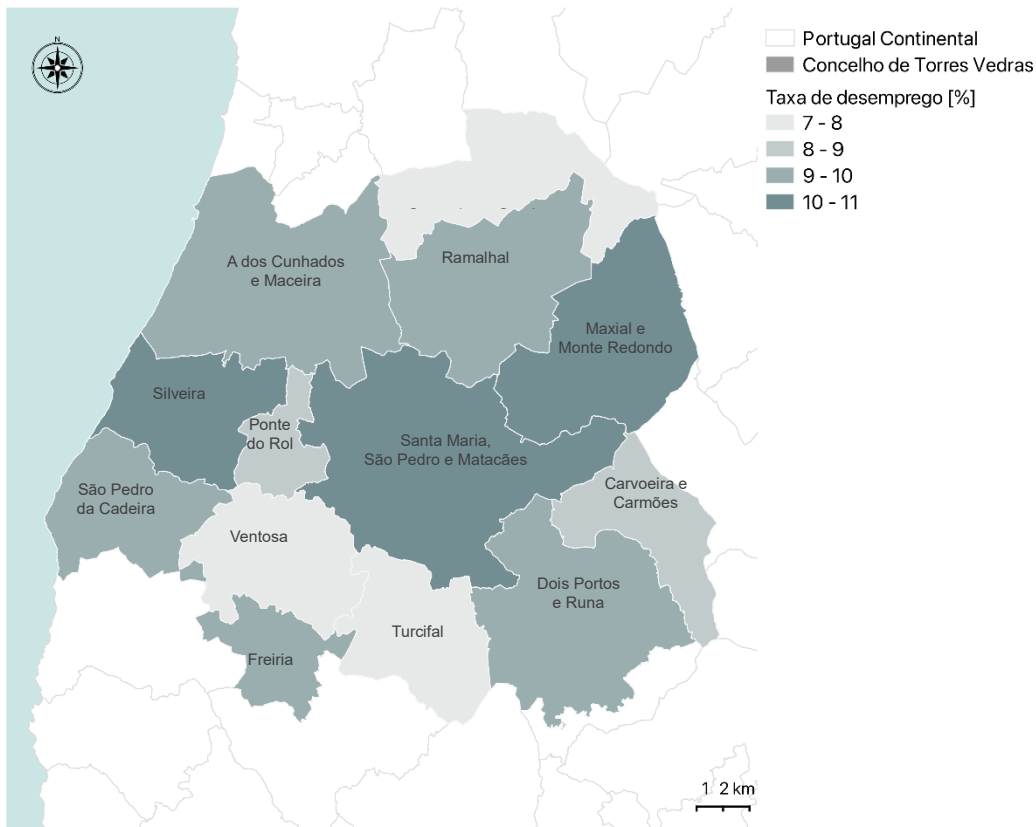 N
Portugal Continental
Concelho de Torres Vedras
Taxa de desemprego [%]
7 - 8
8 - 9
9 - 10
10 - 11
A dos Cunhados
e Maceira
Ramalhal
Maxial e
Monte Redondo
Silveira
Ponte
do Rol
Santa Maria,
São Pedro e Matacães
Carvoeira e
Carmões
São Pedro
da Cadeira
Ventosa
Dois Portos
e Runa
Turcifal
Freiria
1 2 km